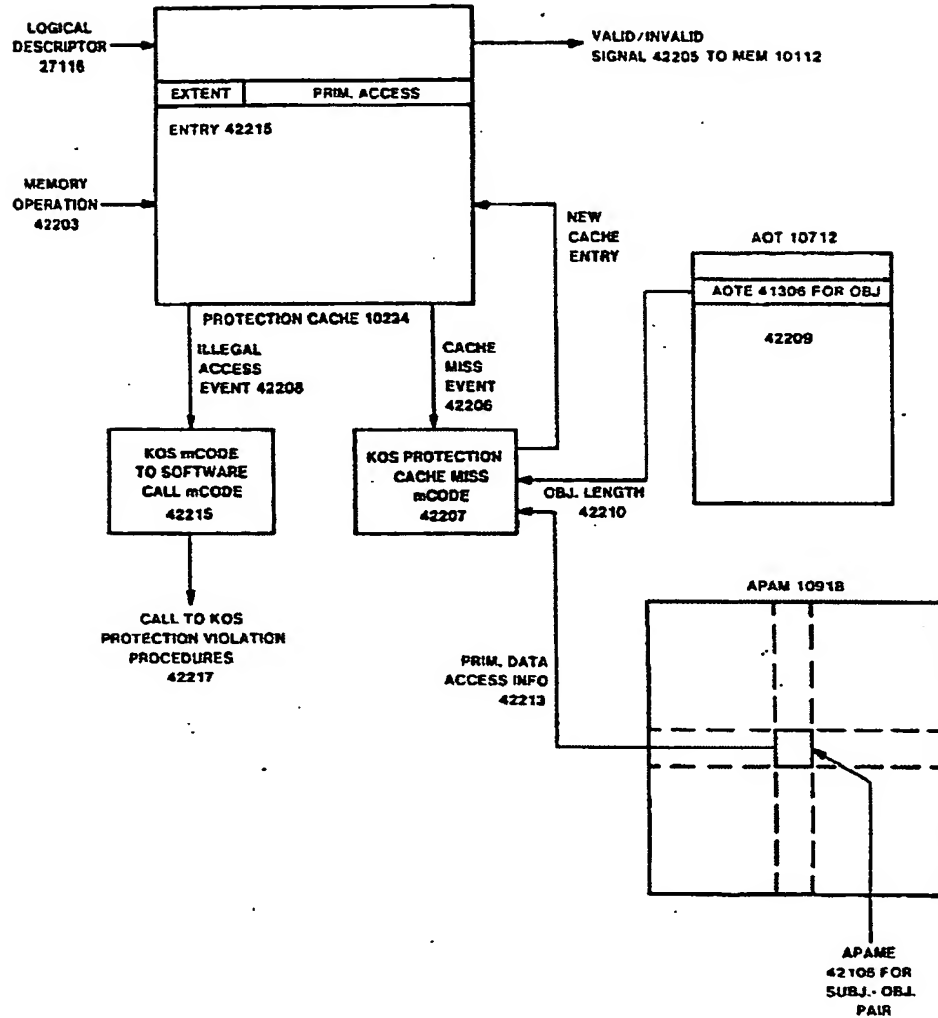 LOGICAL
DESCRIPTOR
27116
VALID/INVALID
SIGNAL 42205 TO MEM 10112
EXTENT
PRIM. ACCESS
ENTRY 42215
MEMORY
OPERATION
42203
NEW
CACHE
ENTRY
AOT 10712
AOTE 41306 FOR OBJ
42209
PROTECTION CACHE 10234
ILLEGAL
ACCESS
EVENT 42208
CACHE
MISS
EVENT
42206
KOS mCODE
TO SOFTWARE
CALL mCODE
42215
KOS PROTECTION
CACHE MISS
mCODE
42207
OBJ. LENGTH
42210
CALL TO KOS
PROTECTION VIOLATION
PROCEDURES
42217
APAM 10918
PRIM. DATA
ACCESS INFO
42213
APAME
42105 FOR
SUBJ.- OBJ.
PAIR